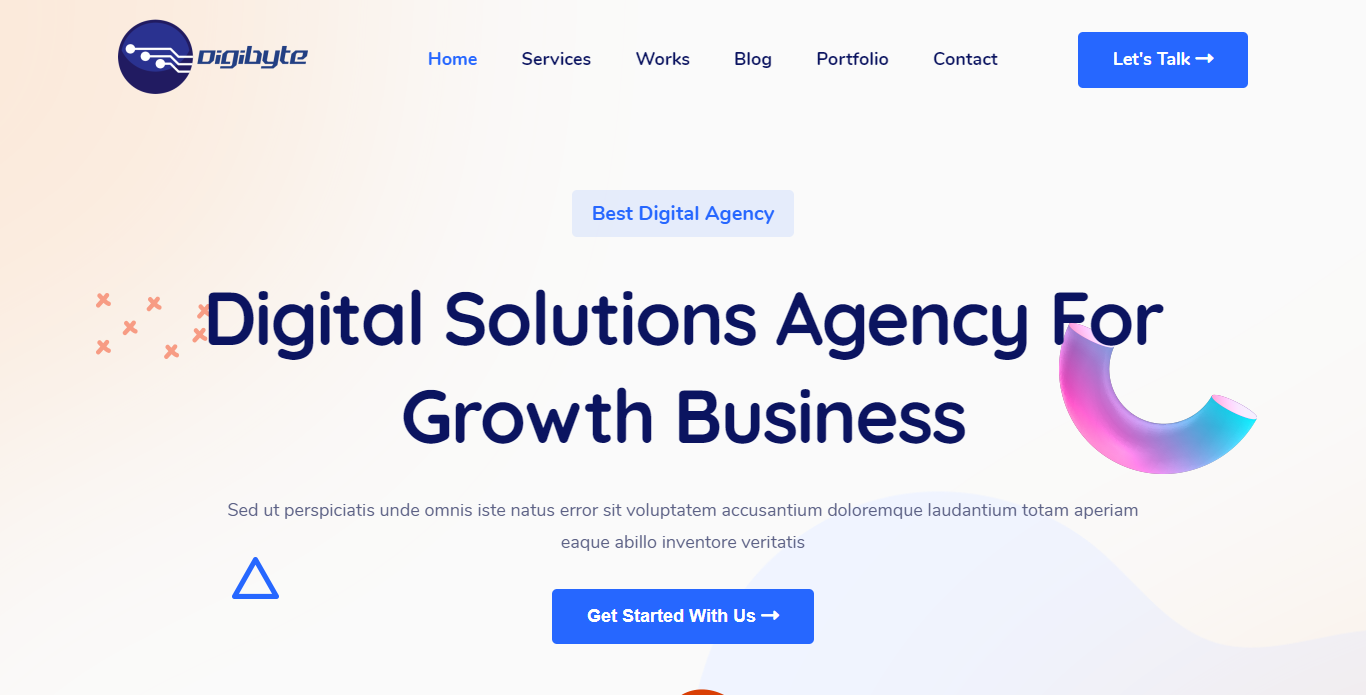 Digibyte
Home Services Works Blog Portfolio Contact
Let's Talk →
Best Digital Agency
Digital Solutions Agency For
Growth Business
Sed ut perspiciatis unde omnis iste natus error sit voluptatem accusantium doloremque laudantium totam aperiam
eaque abillo inventore veritatis
Get Started With Us →